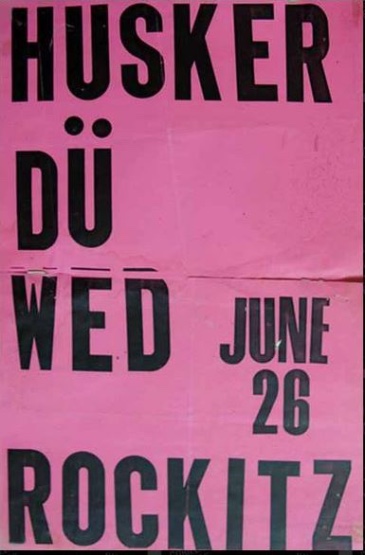 HUSKER
DÜ
WED
JUNE
26
ROCKITZ